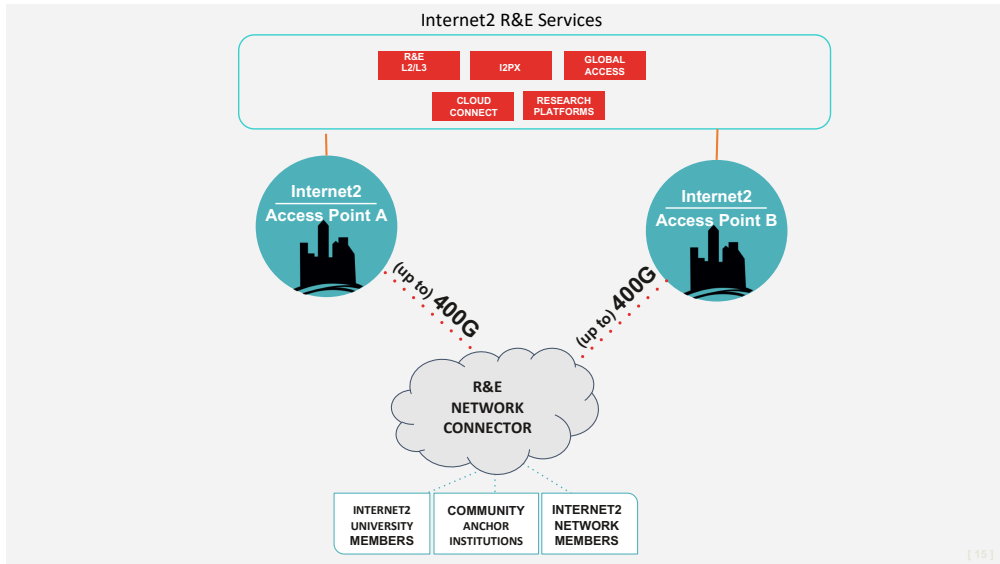 Internet2 R&E Services
R&E
L2/L3
I2PX
GLOBAL
ACCESS
CLOUD
CONNECT
RESEARCH
PLATFORMS
Internet2
Access Point A
Internet2
Access Point B
(up to) 400G
(up to) 400G
R&E
NETWORK
CONNECTOR
INTERNET2
UNIVERSITY
MEMBERS
COMMUNITY
ANCHOR
INSTITUTIONS
INTERNET2
NETWORK
MEMBERS
[ 15 ]